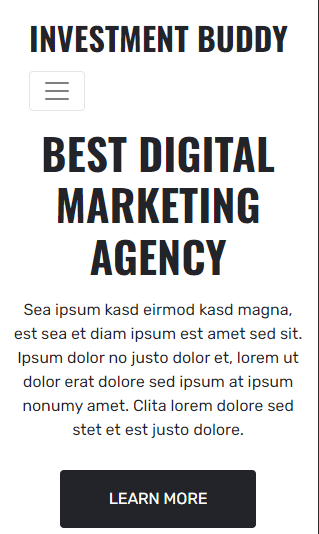 INVESTMENT BUDDY
BEST DIGITAL
MARKETING
AGENCY
Sea ipsum kasd eirmod kasd magna,
est sea et diam ipsum est amet sed sit.
Ipsum dolor no justo dolor et, lorem ut
dolor erat dolore sed ipsum at ipsum
nonumy amet. Clita lorem dolore sed
stet et est justo dolore.
LEARN MORE